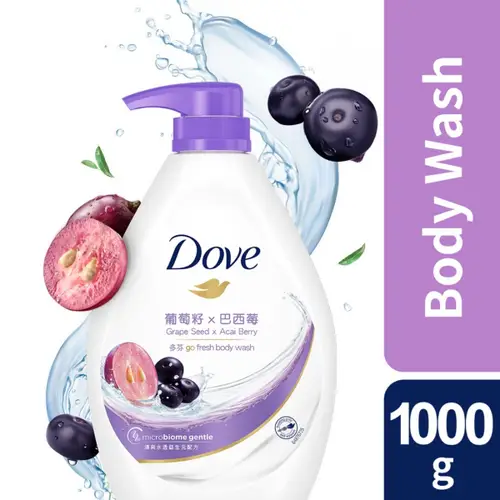 Dove
葡萄籽 x 巴西莓
Grape Seed x Acai Berry
多芬 go fresh body wash
microbiome gentle
Body Wash
1000
g